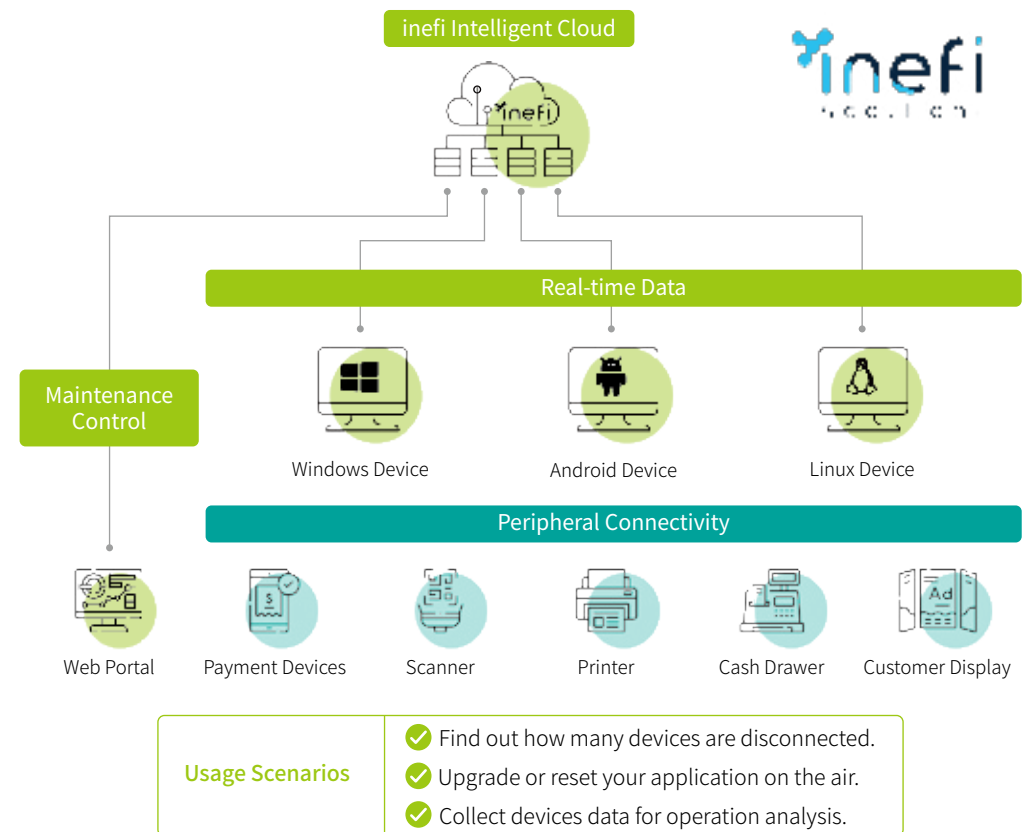 inefi Intelligent Cloud
inefi
inefi
Real-time Data
Maintenance
Control
Windows Device
Android Device
Linux Device
Peripheral Connectivity
$
Ad
Web Portal
Payment Devices
Scanner
Printer
Cash Drawer
Customer Display
Usage Scenarios
Find out how many devices are disconnected.
Upgrade or reset your application on the air.
Collect devices data for operation analysis.